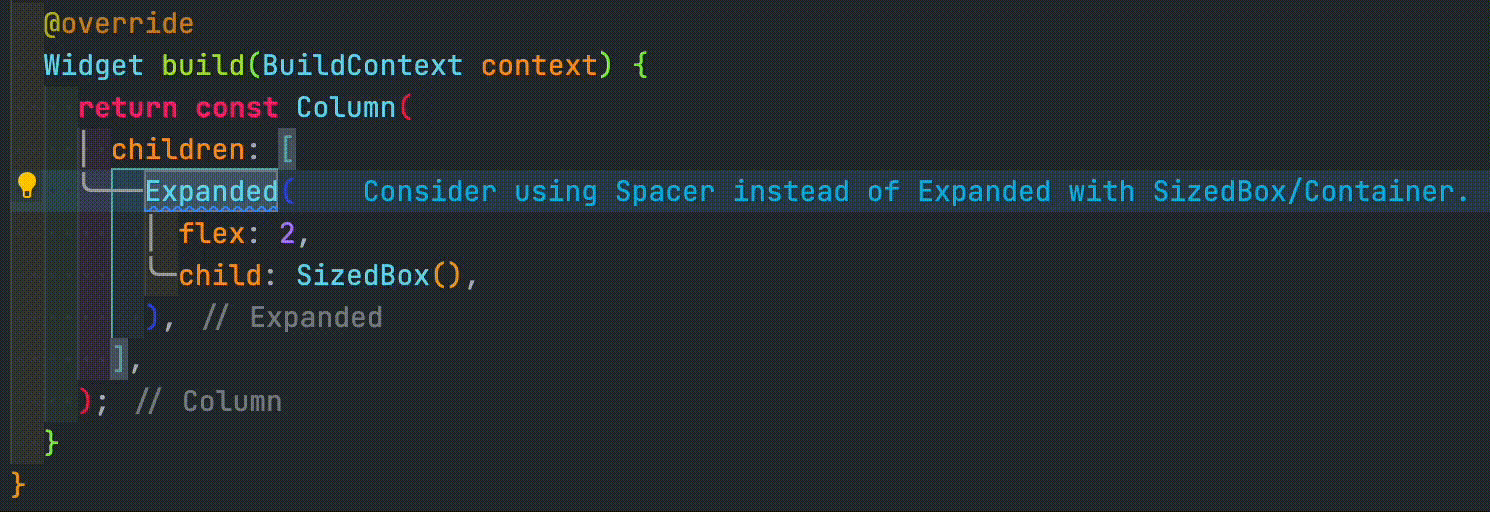 @override
Widget build(BuildContext context) {
return const Column(
children: [
Expanded( Consider using Spacer instead of Expanded with SizedBox/Container.
flex: 2,
child: SizedBox(),
), // Expanded
],
); // Column
}
}